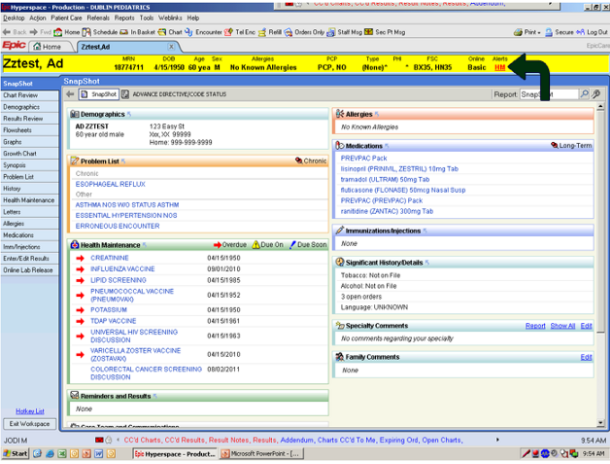 Hyperspace - Production - DUBLIN PEDIATRICS
Desktop Action Patient Care Referrals Reports Tools Weblinks Help
Back Home Schedule In Basket Chart Encounter Tel Enc Refill Orders Only Staff Msg Sec Pt Msg Print Secure Log Out
Epic Home Zztest,Ad EpicCare
Zztest, Ad
MRN DOB Age Sex Allergies PCP Type PHI FSC Online Alerts
18774711 4/15/1950 60 yea M No Known Allergies PCP, NO (None)* * BX35, HN35 Basic HM
SnapShot
Chart Review
Demographics
Results Review
Flowsheets
Graphs
Growth Chart
Synopsis
Problem List
History
Health Maintenance
Letters
Allergies
Medications
Imm/Injections
Enter/Edit Results
Online Lab Release
Hotkey List
Exit Workspace
SnapShot
SnapShot ADVANCE DIRECTIVE/CODE STATUS Report
Demographics
AD ZZTEST 123 Easy St
60 year old male Xxx, XX 99999
Home: 999-999-9999
Problem List Chronic
Chronic
ESOPHAGEAL REFLUX
Other
ASTHMA NOS W/O STATUS ASTHM
ESSENTIAL HYPERTENSION NOS
ERRONEOUS ENCOUNTER
Health Maintenance Overdue Due On Due Soon
CREATININE 04/15/1950
INFLUENZA VACCINE 09/01/2010
LIPID SCREENING 04/15/1985
PNEUMOCOCCAL VACCINE 04/15/1952
(PNEUMOVAX)
POTASSIUM 04/15/1950
TDAP VACCINE 04/15/1961
UNIVERSAL HIV SCREENING 04/15/1963
DISCUSSION
VARICELLA ZOSTER VACCINE 04/15/2010
(ZOSTAVAX)
COLORECTAL CANCER SCREENING 08/02/2011
DISCUSSION
Reminders and Results
None
Care Team and Communications
Allergies
No Known Allergies
Medications Long-Term
PREVPAC Pack
lisinopril (PRINIVIL, ZESTRIL) 10mg Tab
tramadol (ULTRAM) 50mg Tab
fluticasone (FLONASE) 50mcg Nasal Susp
PREVPAC (PREVPAC) Pack
ranitidine (ZANTAC) 300mg Tab
Immunizations/Injections
None
Significant History/Details
Tobacco: Not on File
Alcohol: Not on File
3 open orders
Language: UNKNOWN
Specialty Comments Report Show All Edit
No comments regarding your specialty
Family Comments Edit
None
JODI M CC'd Charts, CC'd Results, Result Notes, Results, Addendum, Charts CC'd To Me, Expiring Ord, Open Charts, 9:54 AM
Start Hyperspace - Product... Microsoft PowerPoint - [... 9:54 AM